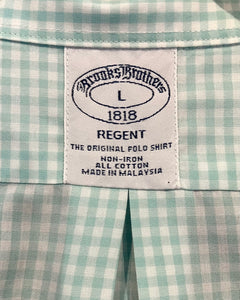 Brooks Brothers
L
1818
REGENT
THE ORIGINAL POLO SHIRT
NON-IRON
ALL COTTON
MADE IN MALAYSIA